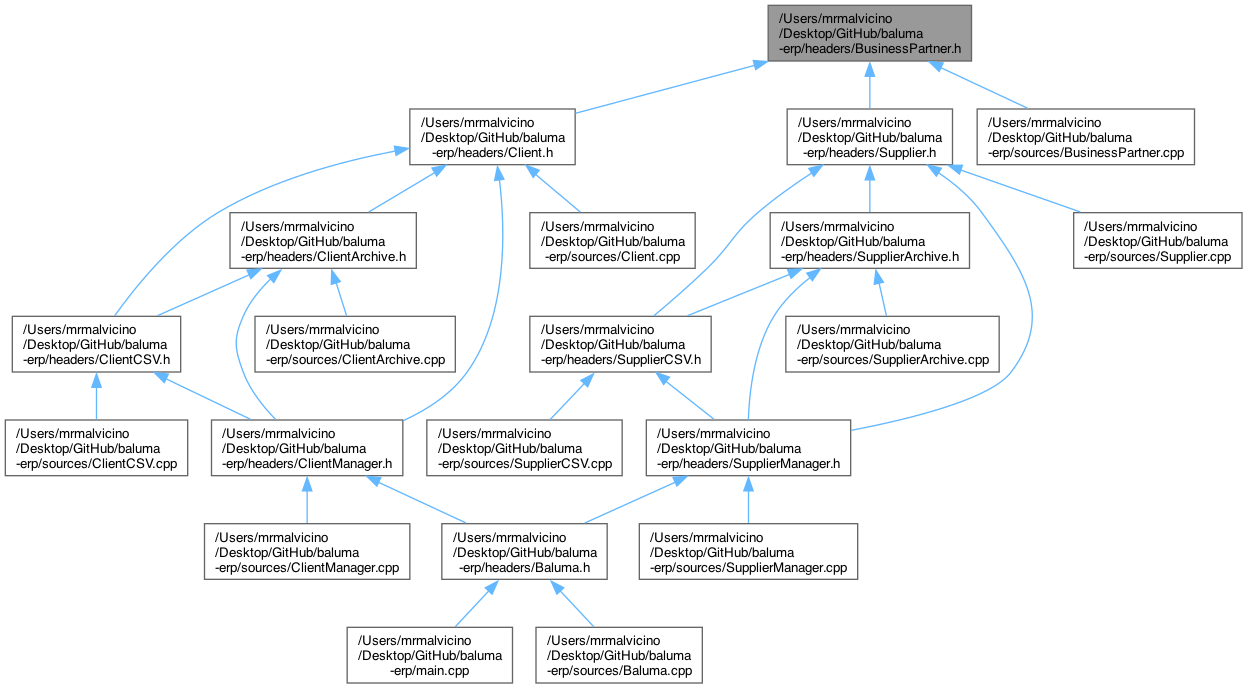 /Users/mrmalvicino
/Desktop/GitHub/baluma
-erp/headers/BusinessPartner.h
/Users/mrmalvicino
/Desktop/GitHub/baluma
-erp/headers/Client.h
/Users/mrmalvicino
/Desktop/GitHub/baluma
-erp/headers/Supplier.h
/Users/mrmalvicino
/Desktop/GitHub/baluma
-erp/sources/BusinessPartner.cpp
/Users/mrmalvicino
/Desktop/GitHub/baluma
-erp/headers/ClientArchive.h
/Users/mrmalvicino
/Desktop/GitHub/baluma
-erp/sources/Client.cpp
/Users/mrmalvicino
/Desktop/GitHub/baluma
-erp/headers/SupplierArchive.h
/Users/mrmalvicino
/Desktop/GitHub/baluma
-erp/sources/Supplier.cpp
/Users/mrmalvicino
/Desktop/GitHub/baluma
-erp/headers/ClientCSV.h
/Users/mrmalvicino
/Desktop/GitHub/baluma
-erp/sources/ClientArchive.cpp
/Users/mrmalvicino
/Desktop/GitHub/baluma
-erp/headers/SupplierCSV.h
/Users/mrmalvicino
/Desktop/GitHub/baluma
-erp/sources/SupplierArchive.cpp
/Users/mrmalvicino
/Desktop/GitHub/baluma
-erp/sources/ClientCSV.cpp
/Users/mrmalvicino
/Desktop/GitHub/baluma
-erp/headers/ClientManager.h
/Users/mrmalvicino
/Desktop/GitHub/baluma
-erp/sources/SupplierCSV.cpp
/Users/mrmalvicino
/Desktop/GitHub/baluma
-erp/headers/SupplierManager.h
/Users/mrmalvicino
/Desktop/GitHub/baluma
-erp/sources/ClientManager.cpp
/Users/mrmalvicino
/Desktop/GitHub/baluma
-erp/headers/Baluma.h
/Users/mrmalvicino
/Desktop/GitHub/baluma
-erp/sources/SupplierManager.cpp
/Users/mrmalvicino
/Desktop/GitHub/baluma
-erp/main.cpp
/Users/mrmalvicino
/Desktop/GitHub/baluma
-erp/sources/Baluma.cpp